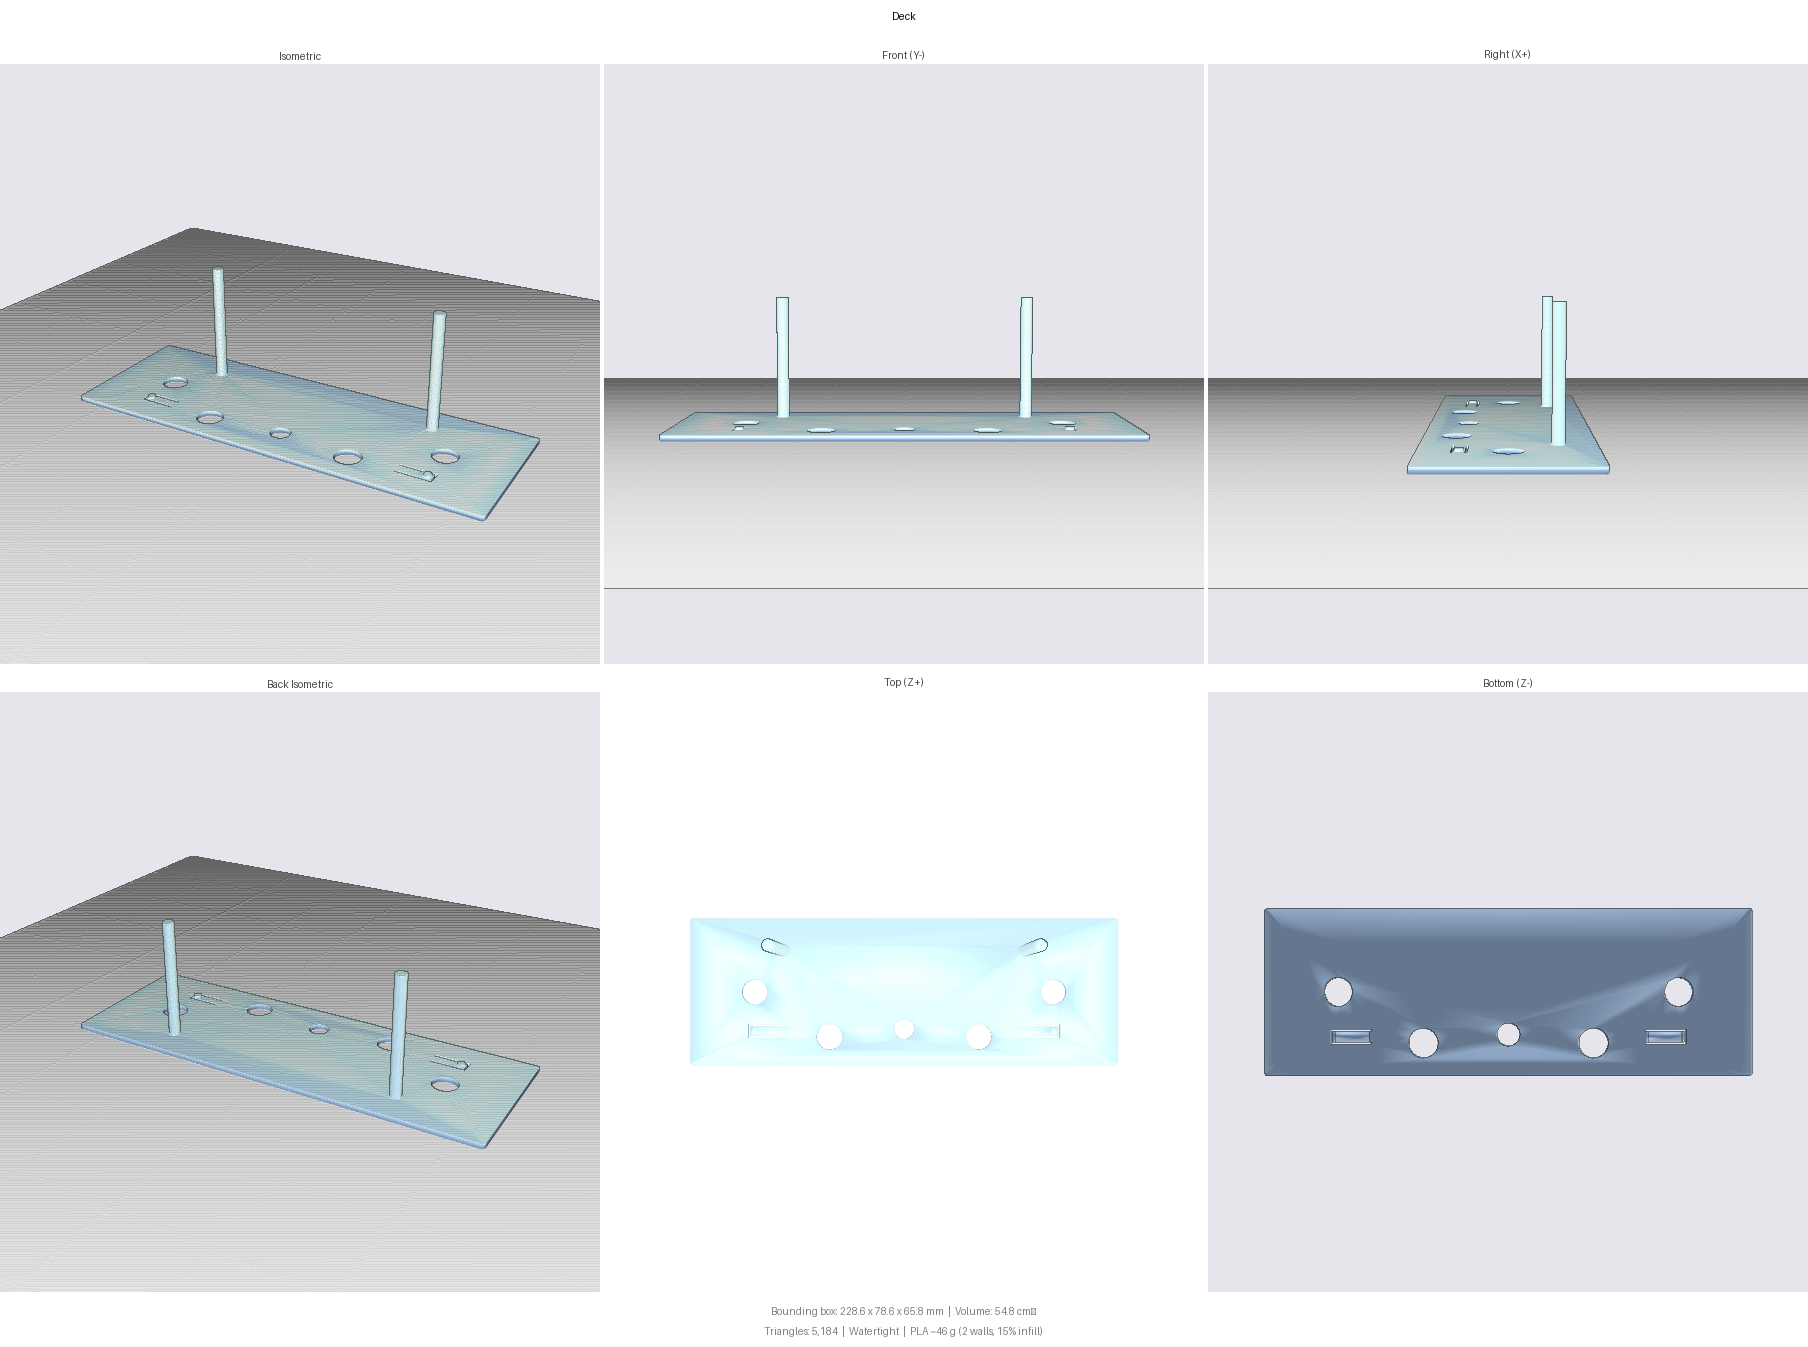 Deck
Isometric
Front (Y-)
Right (X+)
Back Isometric
Top (Z+)
Bottom (Z-)
Bounding box: 228.6 x 78.6 x 65.8 mm | Volume: 54.8 cm
Triangles: 5,184 | Watertight | PLA ~46 g (2 walls, 15% infill)